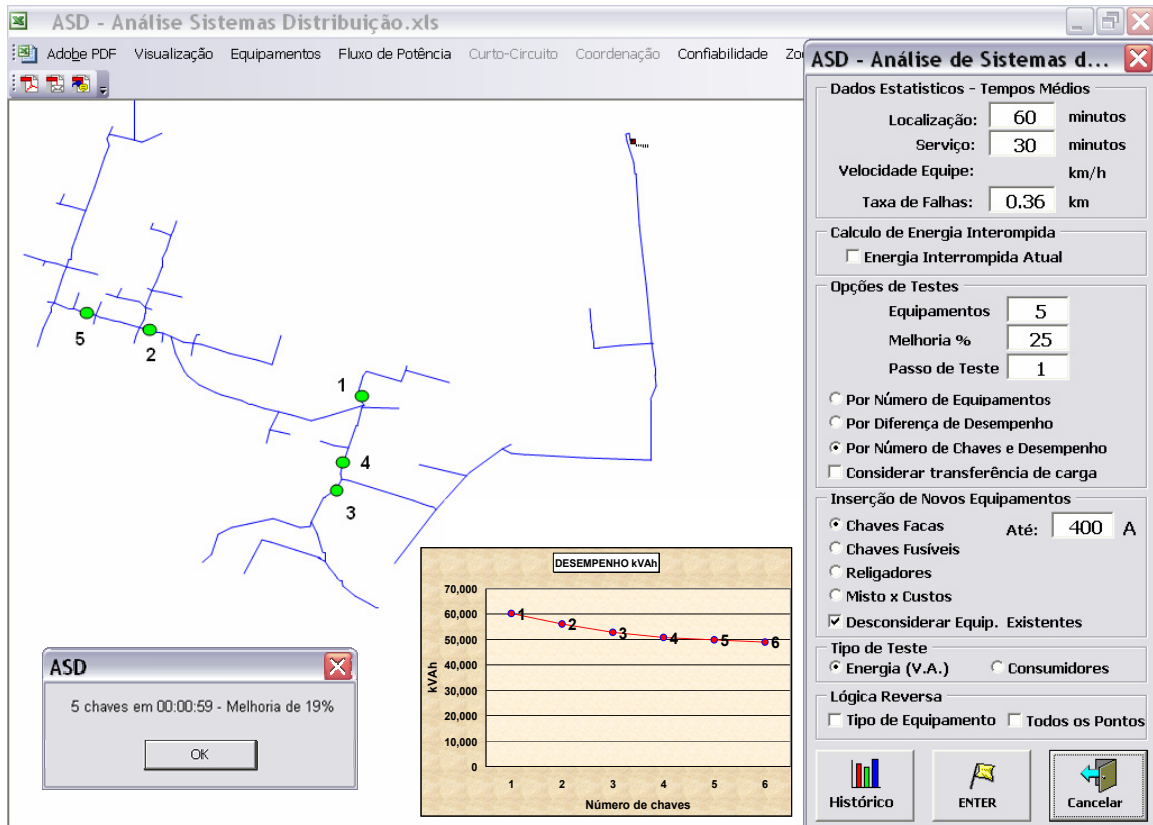 ASD - Análise Sistemas Distribuição.xls
Adobe PDF Visualização Equipamentos Fluxo de Potência Curto-Circuito Coordenação Confiabilidade Zo
5
2
1
4
3
ASD
5 chaves em 00:00:59 - Melhoria de 19%
OK
DESEMPENHO kVAh
70,000
60,000
50,000
40,000
30,000
20,000
10,000
0
kVAh
1
2
3
4
5
6
1 2 3 4 5 6
Número de chaves
ASD - Análise de Sistemas d...
Dados Estatisticos - Tempos Médios
Localização: 60 minutos
Serviço: 30 minutos
Velocidade Equipe: km/h
Taxa de Falhas: 0.36 km
Calculo de Energia Interompida
Energia Interrompida Atual
Opções de Testes
Equipamentos 5
Melhoria % 25
Passo de Teste 1
Por Número de Equipamentos
Por Diferença de Desempenho
Por Número de Chaves e Desempenho
Considerar transferência de carga
Inserção de Novos Equipamentos
Chaves Facas Até: 400 A
Chaves Fusíveis
Religadores
Misto x Custos
Desconsiderar Equip. Existentes
Tipo de Teste
Energia (V.A.) Consumidores
Lógica Reversa
Tipo de Equipamento Todos os Pontos
Histórico ENTER Cancelar